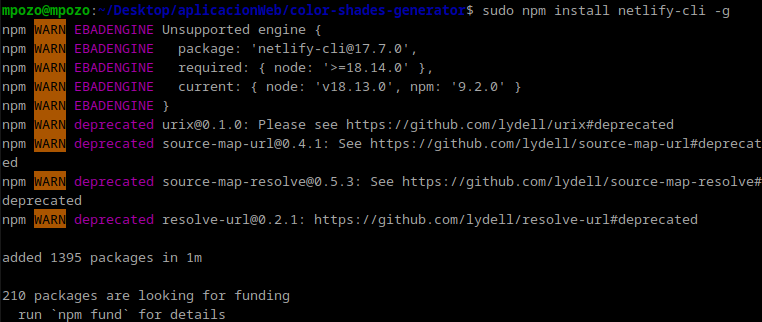 mpozo@mpozo:~/Desktop/aplicacionWeb/color-shades-generator$ sudo npm install netlify-cli -g
npm WARN EBADENGINE Unsupported engine {
npm WARN EBADENGINE   package: 'netlify-cli@17.7.0',
npm WARN EBADENGINE   required: { node: '>=18.14.0' },
npm WARN EBADENGINE   current: { node: 'v18.13.0', npm: '9.2.0' }
npm WARN EBADENGINE }
npm WARN deprecated urix@0.1.0: Please see https://github.com/lydell/urix#deprecated
npm WARN deprecated source-map-url@0.4.1: See https://github.com/lydell/source-map-url#deprecat
ed
npm WARN deprecated source-map-resolve@0.5.3: See https://github.com/lydell/source-map-resolve#
deprecated
npm WARN deprecated resolve-url@0.2.1: https://github.com/lydell/resolve-url#deprecated
added 1395 packages in 1m
210 packages are looking for funding
  run `npm fund` for details